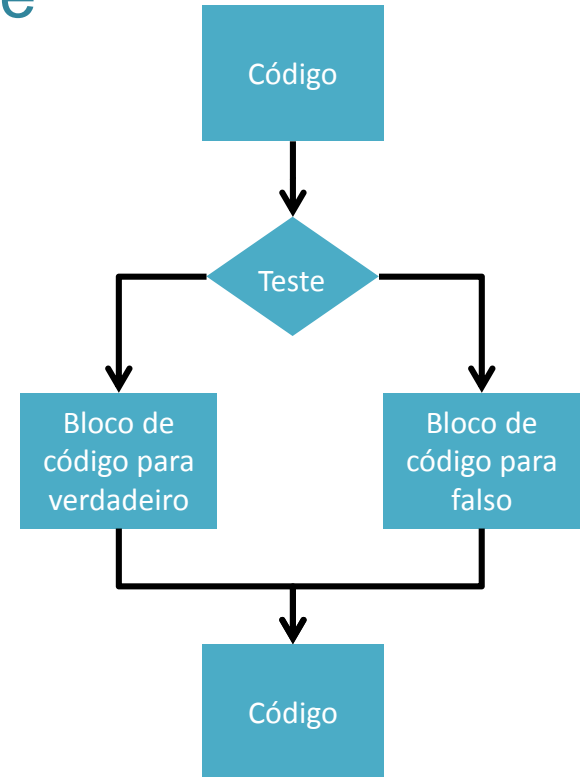 e
Código
Teste
Bloco de
código para
verdadeiro
Bloco de
código para
falso
Código